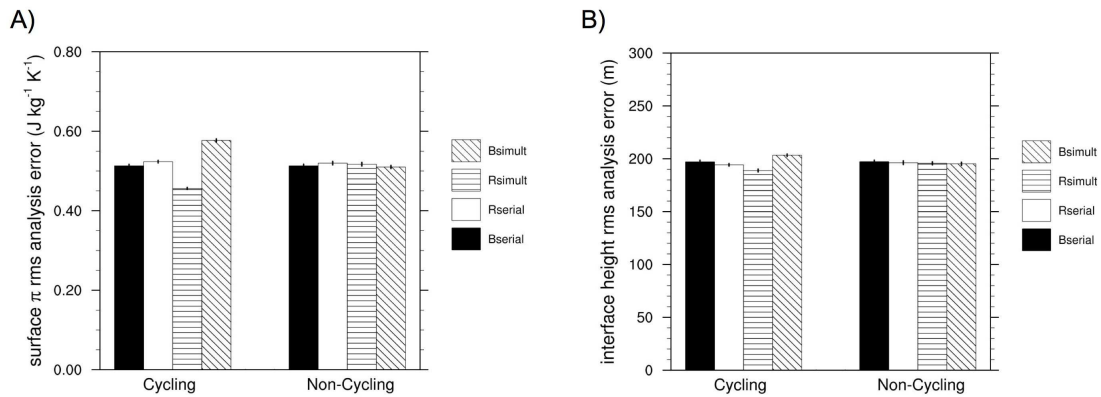 A)
surface π rms analysis error (J kg⁻¹ K⁻¹)
0.80
0.60
0.40
0.20
0.00
Cycling
Non-Cycling
Bsimult
Rsimult
Rserial
Bserial
B)
interface height rms analysis error (m)
300
250
200
150
100
50
0
Cycling
Non-Cycling
Bsimult
Rsimult
Rserial
Bserial